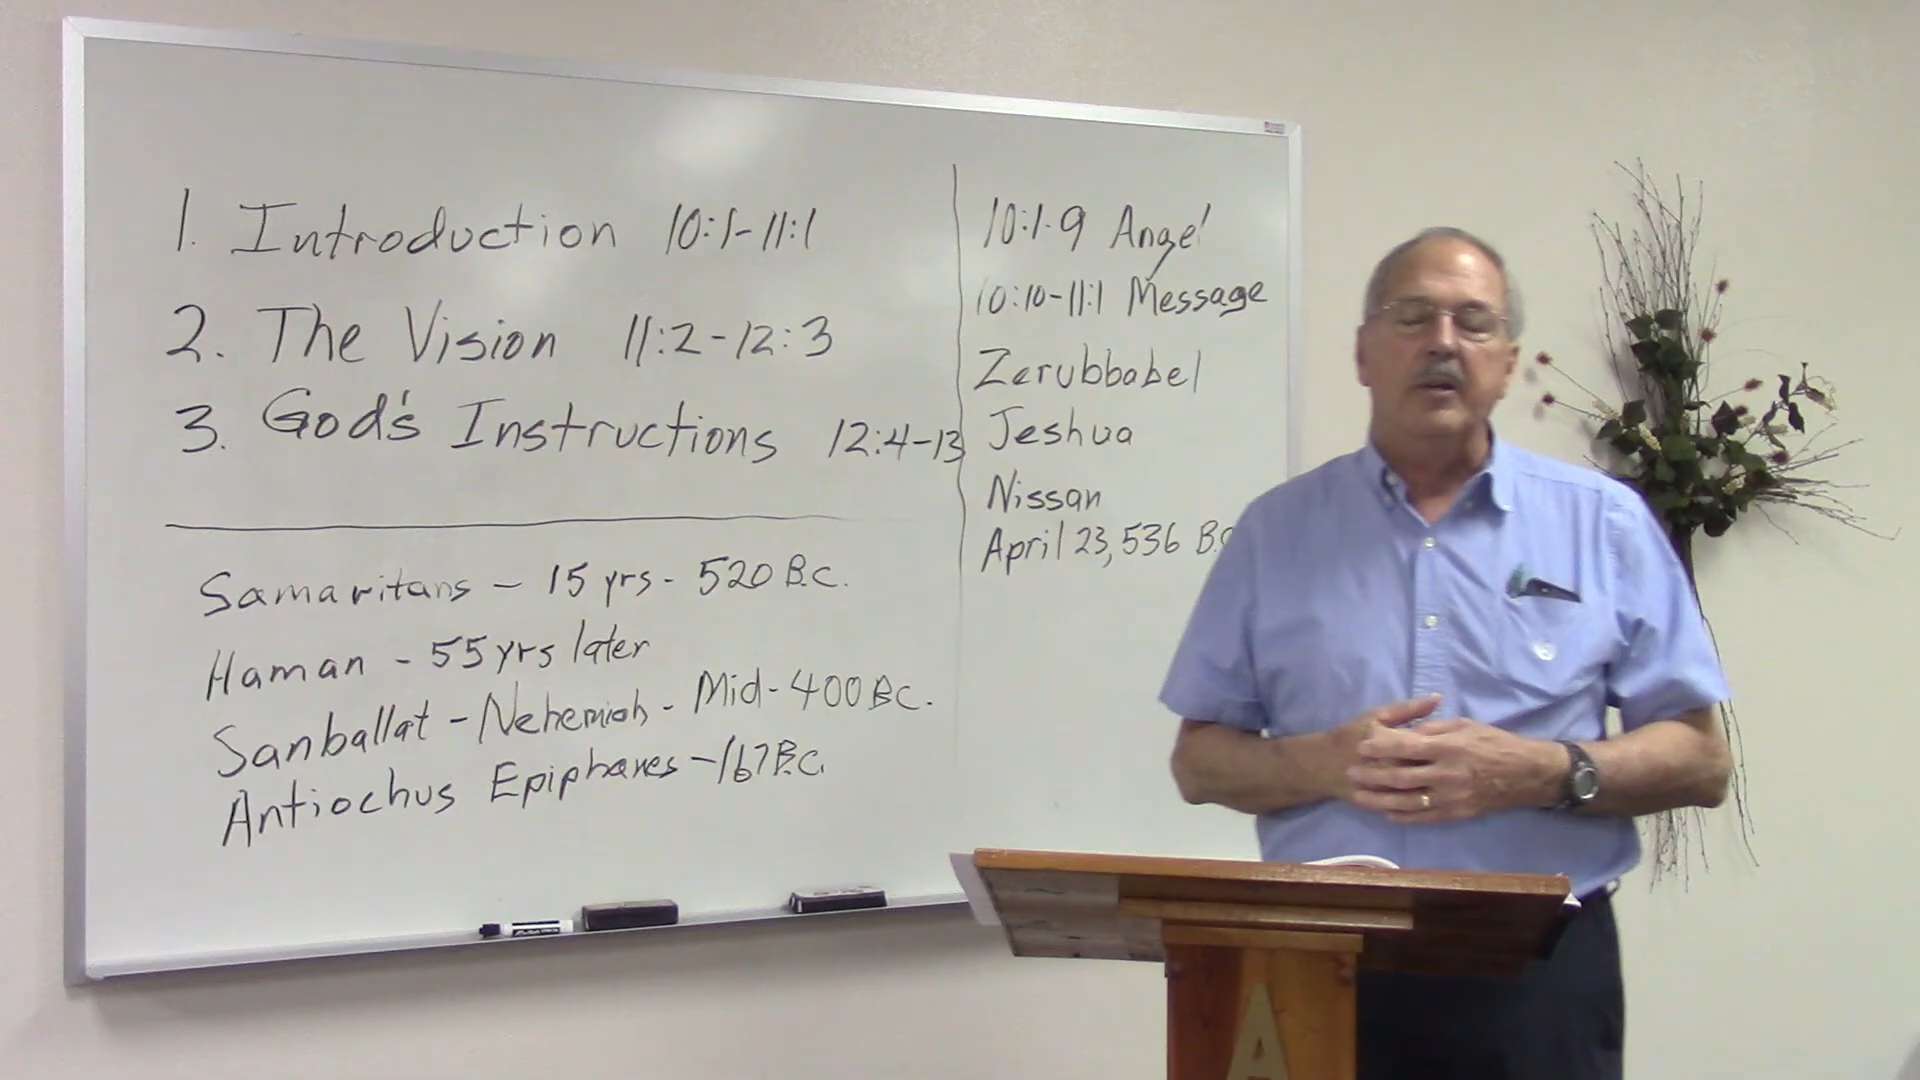 1. Introduction 10:1-11:1
2. The Vision 11:2-12:3
3. God's Instructions 12:4-13
Samaritans - 15 yrs - 520 B.C.
Haman - 55 yrs later
Sanballat - Nehemiah - Mid-400 BC.
Antiochus Epiphanes - 167 B.C.
10:1-9 Angel
10:10-11:1 Message
Zerubbabel
Jeshua
Nissan
April 23, 536 B.C
A